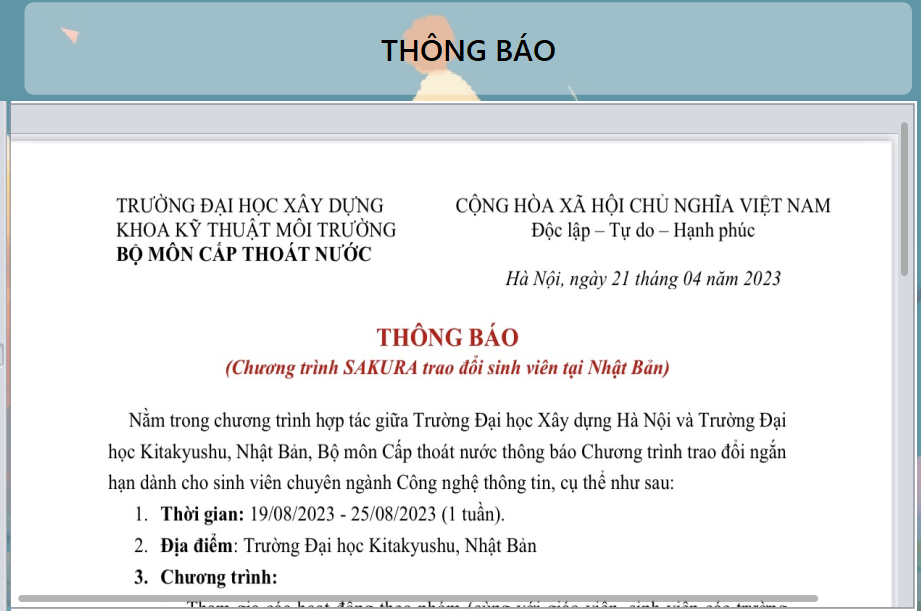 THÔNG BÁO
TRƯỜNG ĐẠI HỌC XÂY DỰNG
KHOA KỸ THUẬT MÔI TRƯỜNG
BỘ MÔN CẤP THOÁT NƯỚC
CỘNG HÒA XÃ HỘI CHỦ NGHĨA VIỆT NAM
Độc lập – Tự do – Hạnh phúc
Hà Nội, ngày 21 tháng 04 năm 2023
THÔNG BÁO
(Chương trình SAKURA trao đổi sinh viên tại Nhật Bản)
Nằm trong chương trình hợp tác giữa Trường Đại học Xây dựng Hà Nội và Trường Đại
học Kitakyushu, Nhật Bản, Bộ môn Cấp thoát nước thông báo Chương trình trao đổi ngắn
hạn dành cho sinh viên chuyên ngành Công nghệ thông tin, cụ thể như sau:
1. Thời gian: 19/08/2023 - 25/08/2023 (1 tuần).
2. Địa điểm: Trường Đại học Kitakyushu, Nhật Bản
3. Chương trình: